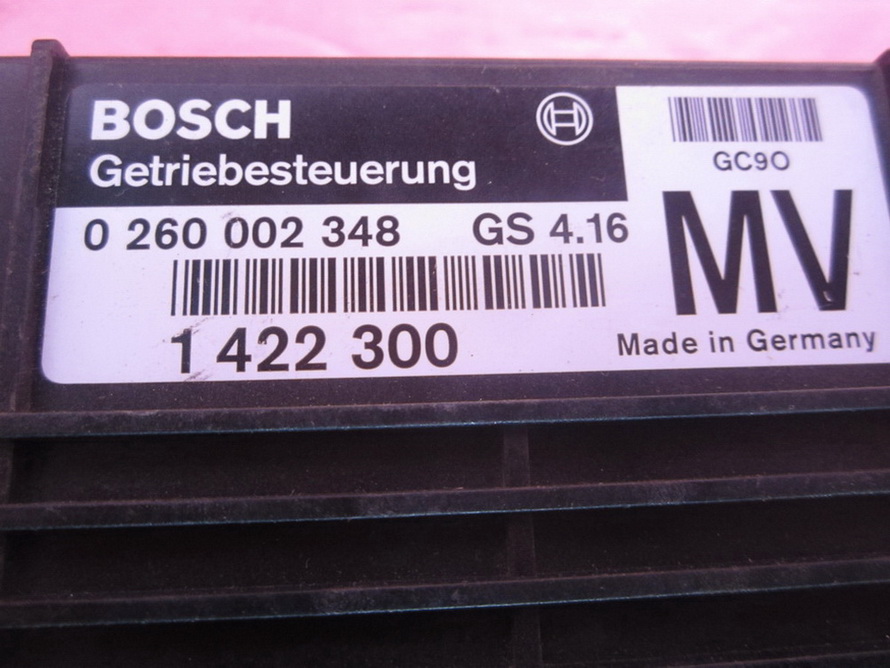 BOSCH
Getriebesteuerung
0 260 002 348 GS 4.16
1 422 300
GC9O
MV
Made in Germany